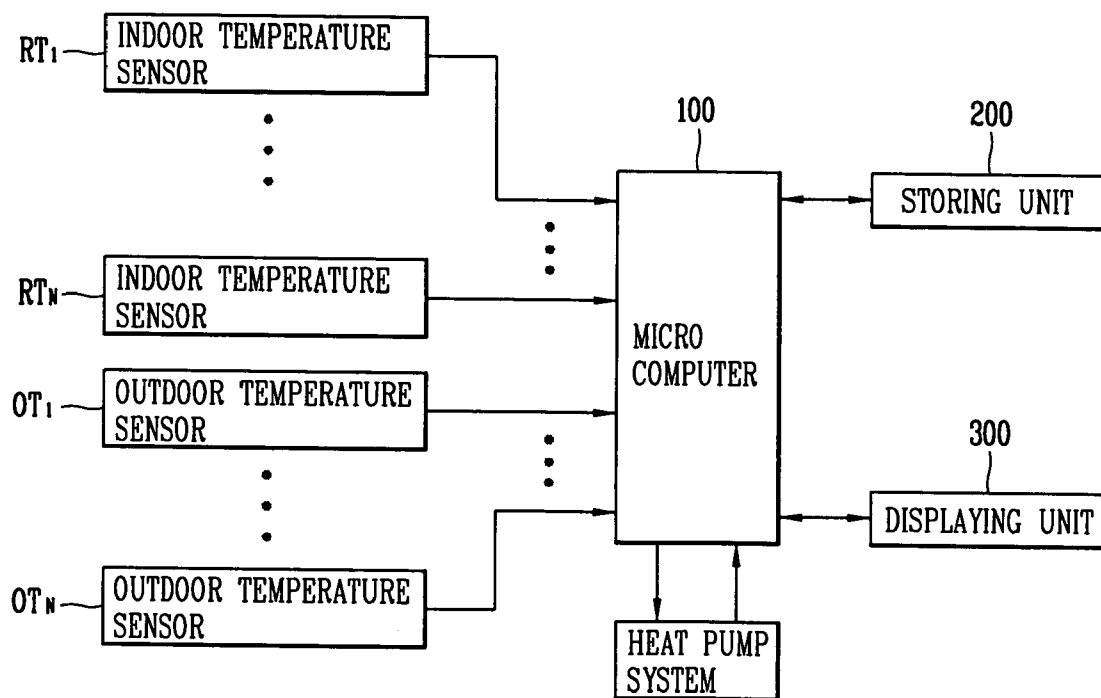 RT1
INDOOR TEMPERATURE
SENSOR
100
200
STORING UNIT
RTN
INDOOR TEMPERATURE
SENSOR
MICRO
COMPUTER
OT1
OUTDOOR TEMPERATURE
SENSOR
300
DISPLAYING UNIT
OTN
OUTDOOR TEMPERATURE
SENSOR
HEAT PUMP
SYSTEM